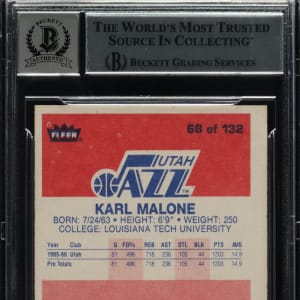 BECKETT
AUTHENTIC
THE WORLD'S MOST TRUSTED
SOURCE IN COLLECTING™
B BECKETT GRADING SERVICES
FLEER
68 of 132
UTAH
JAZZ
KARL MALONE
BORN: 7/24/63 • HEIGHT: 6'9" • WEIGHT: 250
COLLEGE: LOUISIANA TECH UNIVERSITY
Year Club G FG% REB AST STL BLK PTS AVG
1985-86 Utah 81 496 718 236 105 44 1203 14.9
Pro Totals 81 496 718 236 105 44 1203 14.9